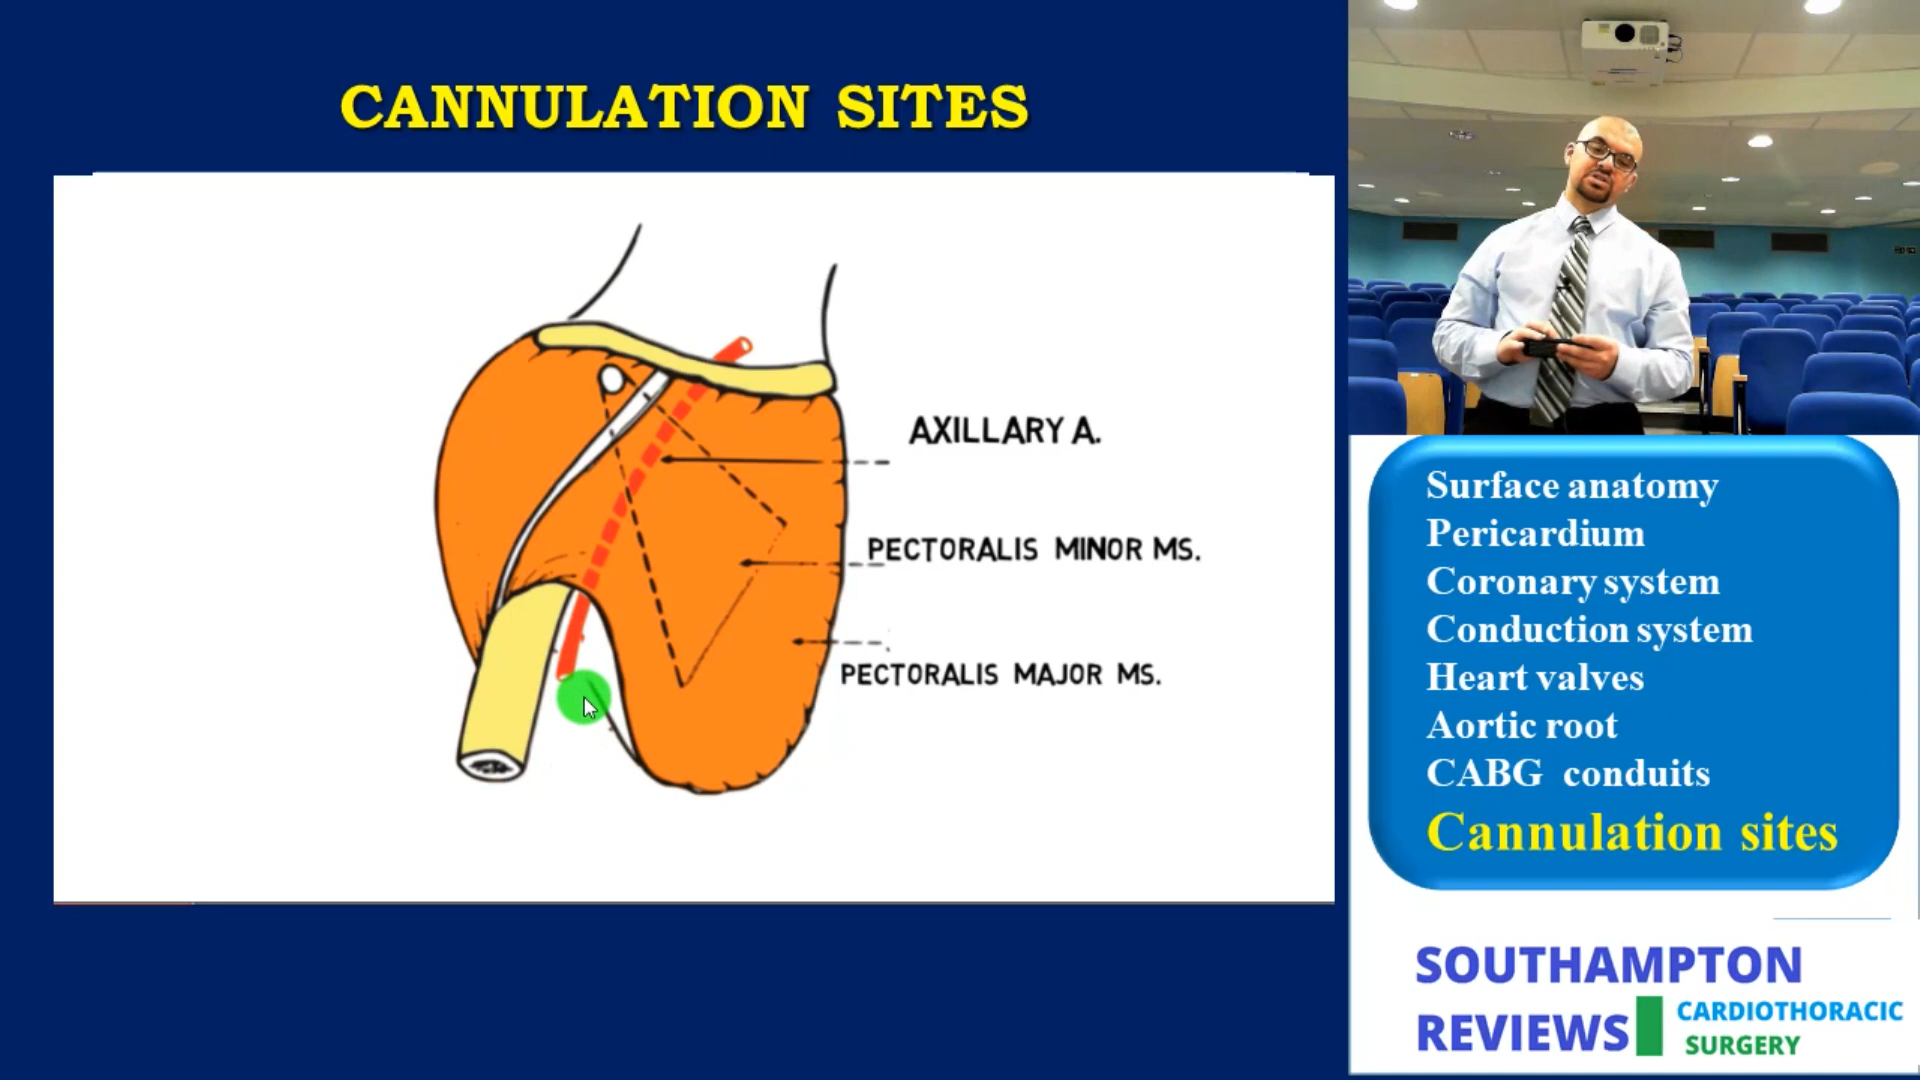 CANNULATION SITES
AXILLARY A.
PECTORALIS MINOR MS.
PECTORALIS MAJOR MS.
Surface anatomy
Pericardium
Coronary system
Conduction system
Heart valves
Aortic root
CABG conduits
Cannulation sites
SOUTHAMPTON
REVIEWS
CARDIOTHORACIC
SURGERY